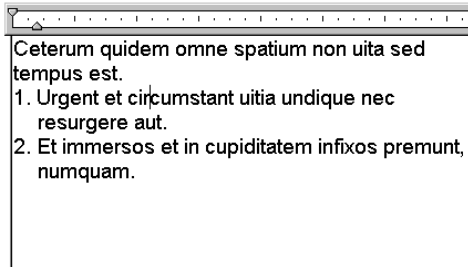 Ceterum quidem omne spatium non uita sed
tempus est.
1. Urgent et circumstant uitia undique nec
resurgere aut.
2. Et immersos et in cupiditatem infixos premunt,
numquam.